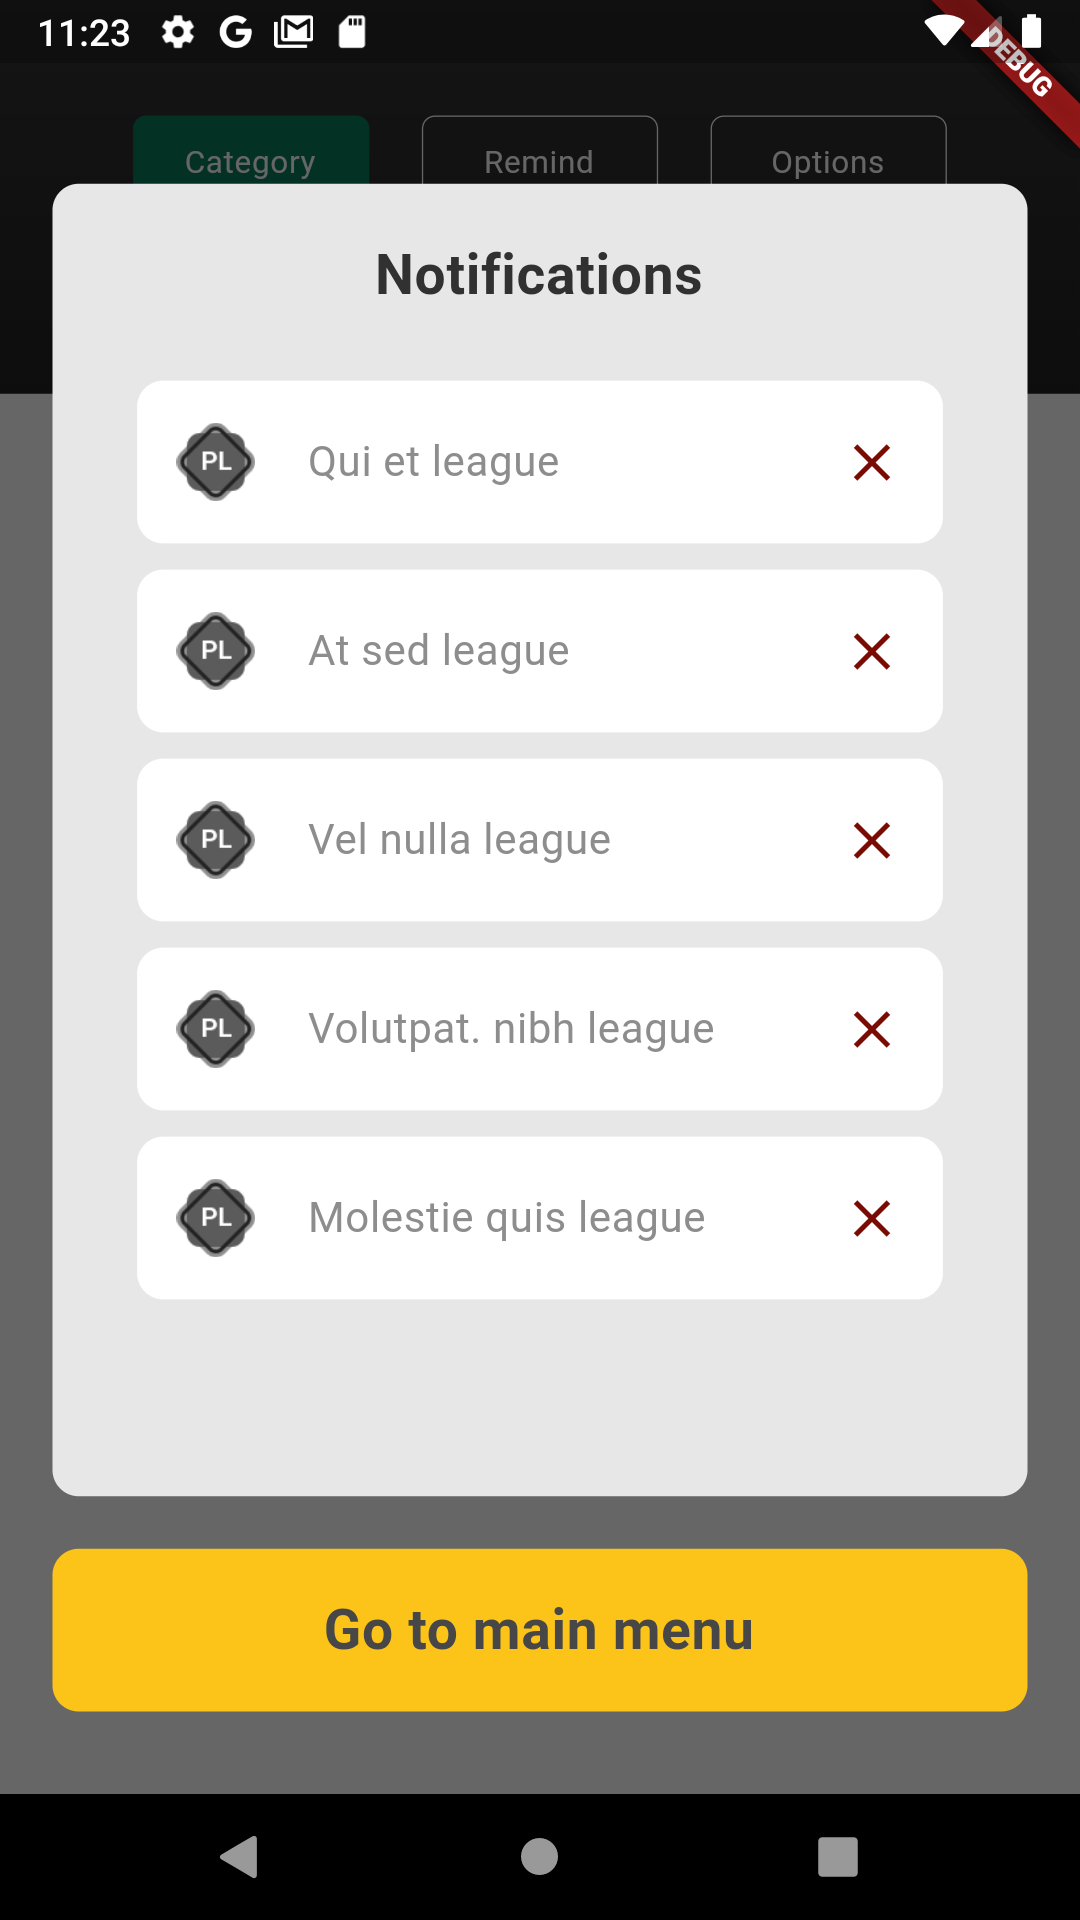 11:23
DEBUG
Category
Remind
Options
Notifications
PL
Qui et league
PL
At sed league
PL
Vel nulla league
PL
Volutpat. nibh league
PL
Molestie quis league
Go to main menu